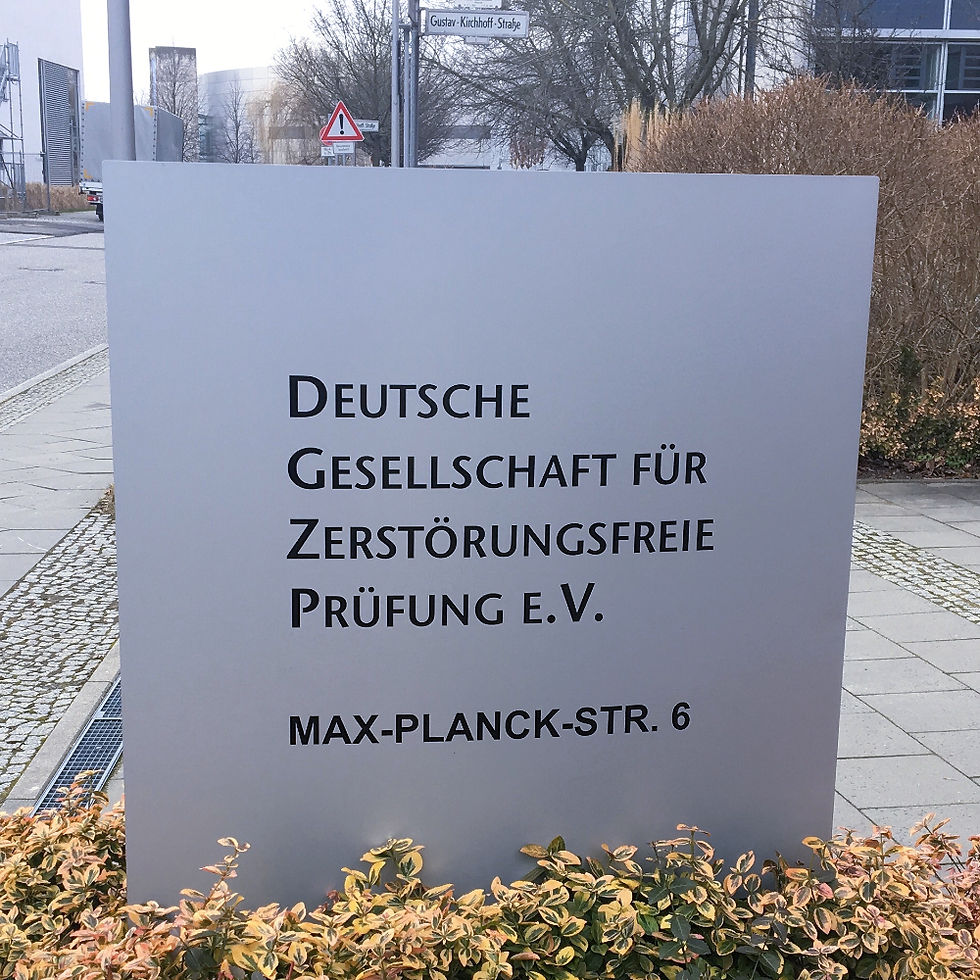 Gustav-Kirchhoff-Straße
DEUTSCHE
GESELLSCHAFT FÜR
ZERSTÖRUNGSFREIE
PRÜFUNG E.V.
MAX-PLANCK-STR. 6